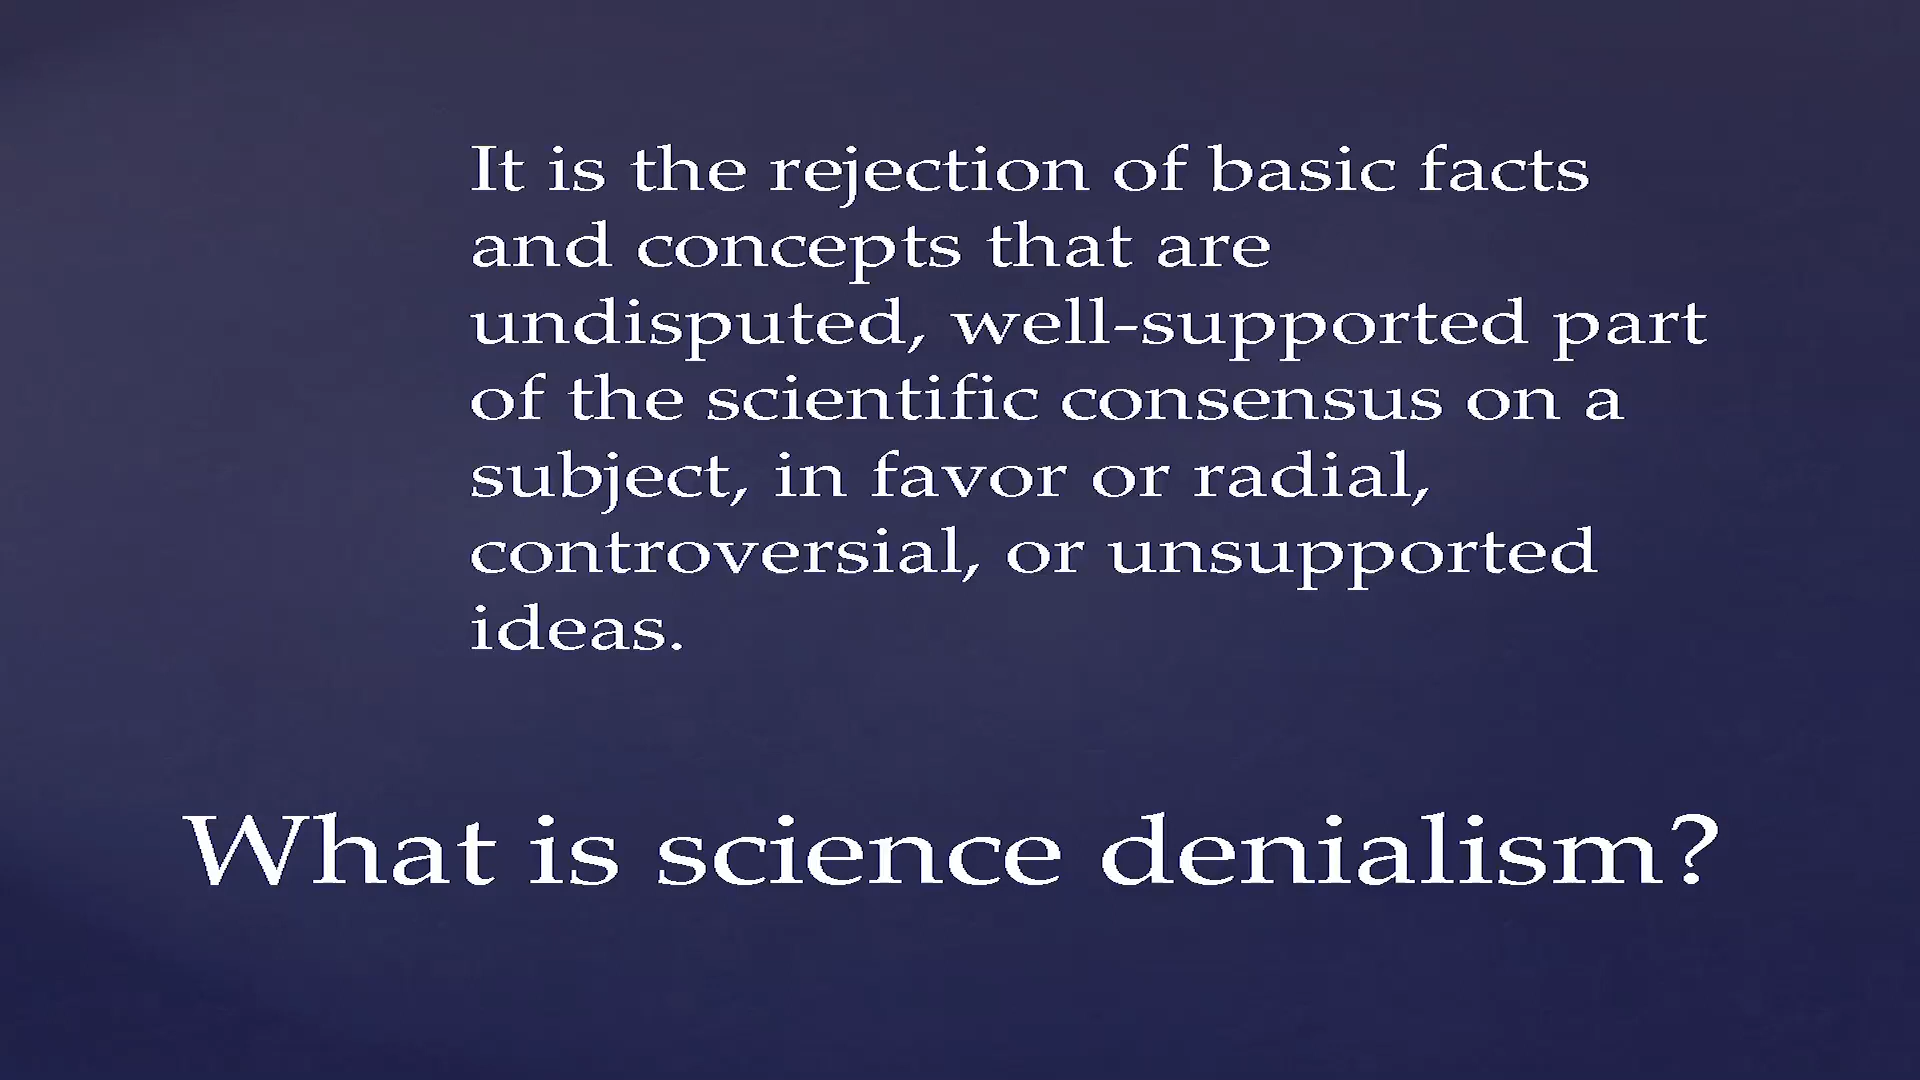 It is the rejection of basic facts
and concepts that are
undisputed, well-supported part
of the scientific consensus on a
subject, in favor or radial,
controversial, or unsupported
ideas.
What is science denialism?